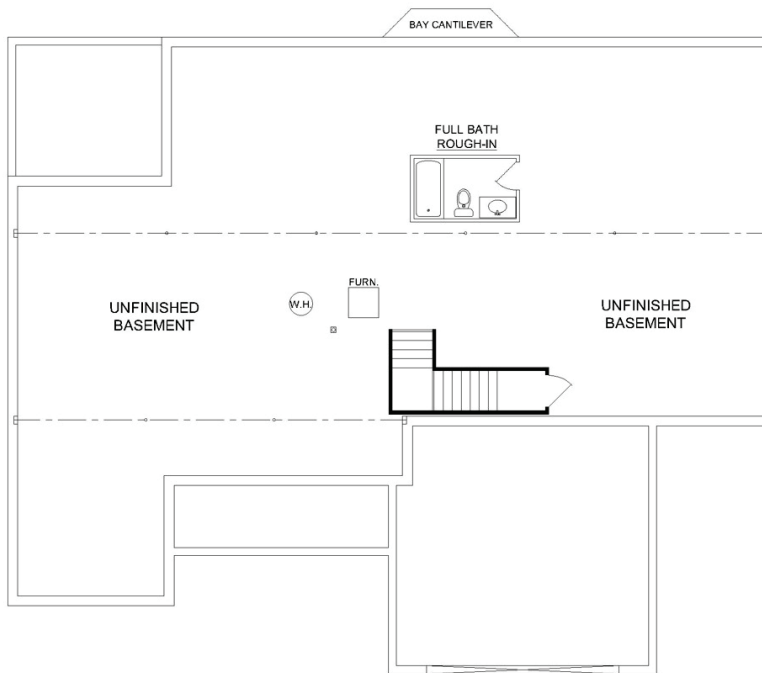 BAY CANTILEVER
FULL BATH
ROUGH-IN
FURN.
W.H.
UNFINISHED
BASEMENT
UNFINISHED
BASEMENT